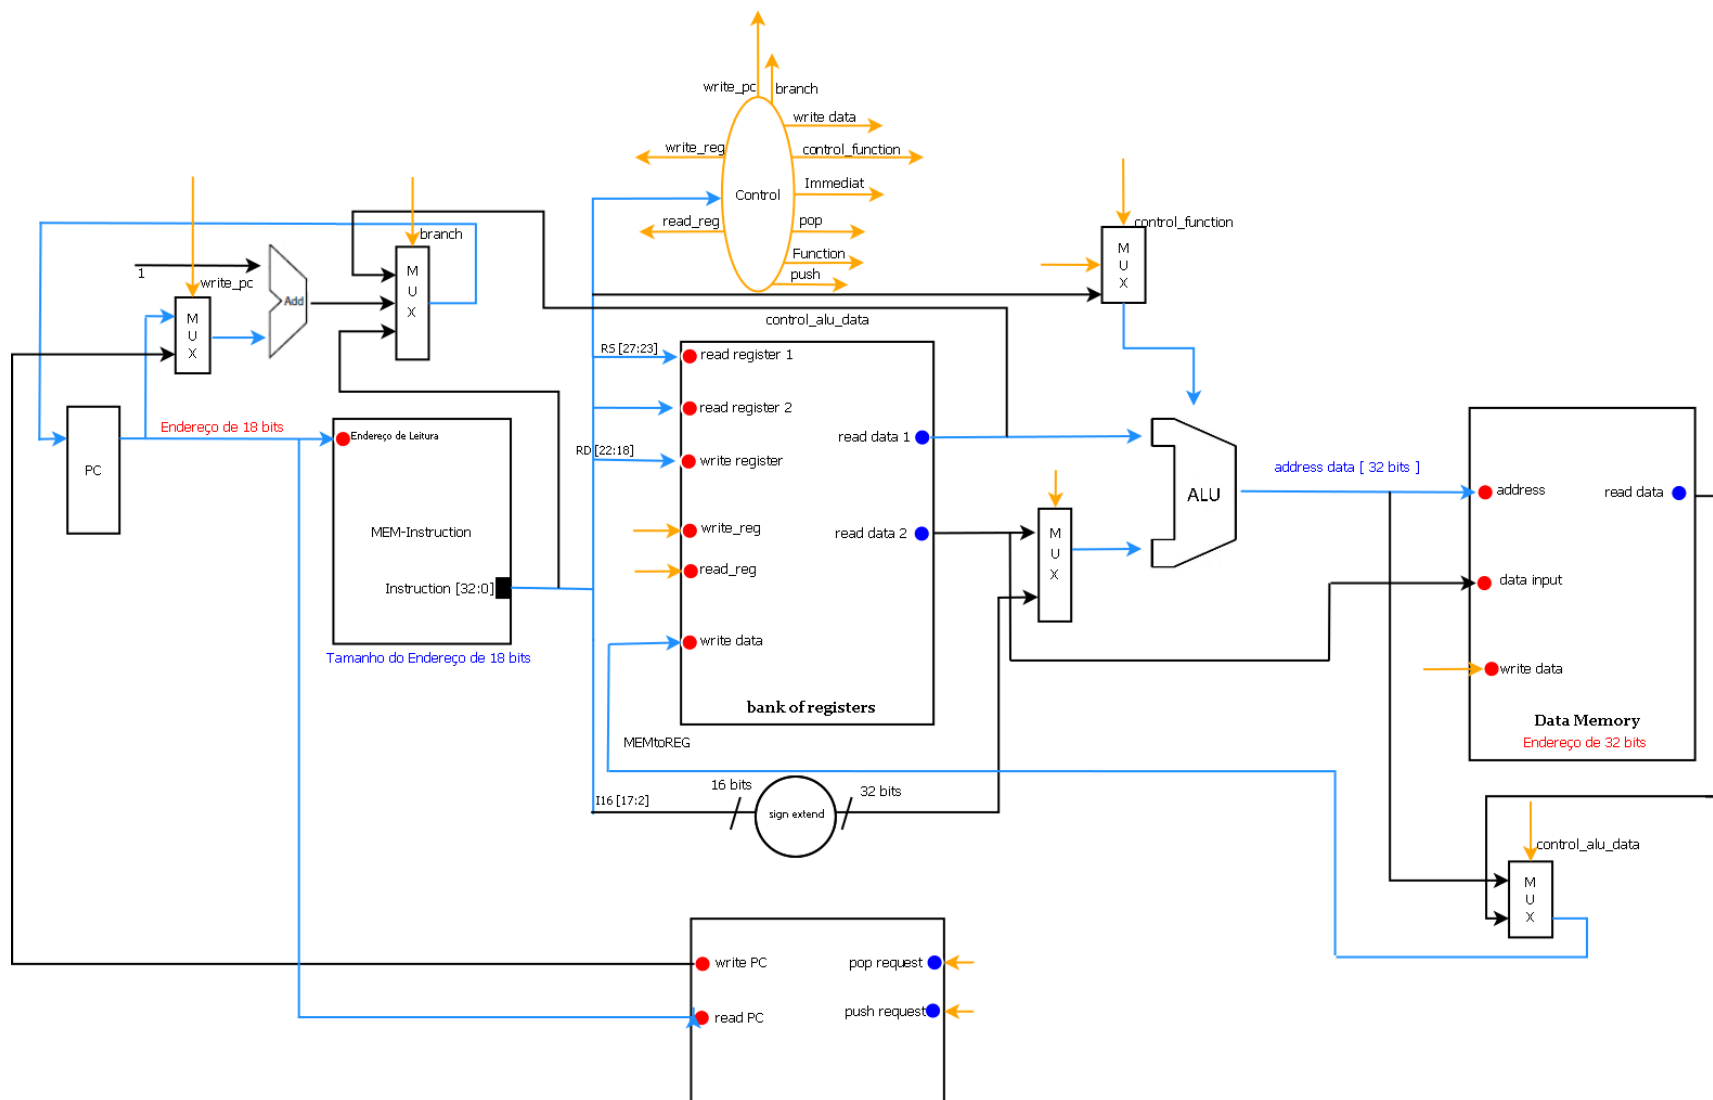 write_pc
branch
write data
write_reg
control_function
Control
Immediat
read_reg
pop
Function
push
control_function
M
U
X
branch
1
write_pc
Add
M
U
X
M
U
X
control_alu_data
RS [27:23]
read register 1
read register 2
RD [22:18]
write register
write_reg
read_reg
write data
read data 1
read data 2
bank of registers
Endereço de 18 bits
PC
Endereço de Leitura
MEM-Instruction
Instruction [32:0]
Tamanho do Endereço de 18 bits
M
U
X
ALU
address data [ 32 bits ]
address
read data
data input
write data
Data Memory
Endereço de 32 bits
MEMtoREG
I16 [17:2]
16 bits
sign extend
32 bits
control_alu_data
M
U
X
write PC
pop request
read PC
push request